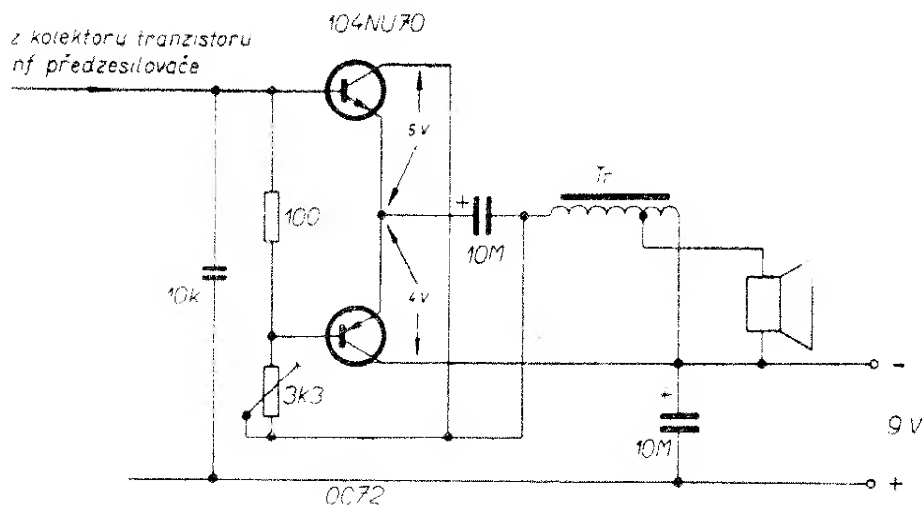 104NU70
z kolektoru tranzistoru
nf předzesilovače
5 V
Tr
+
100
10M
10k
4 V
3k3
-
+
10M
9 V
+
0C72